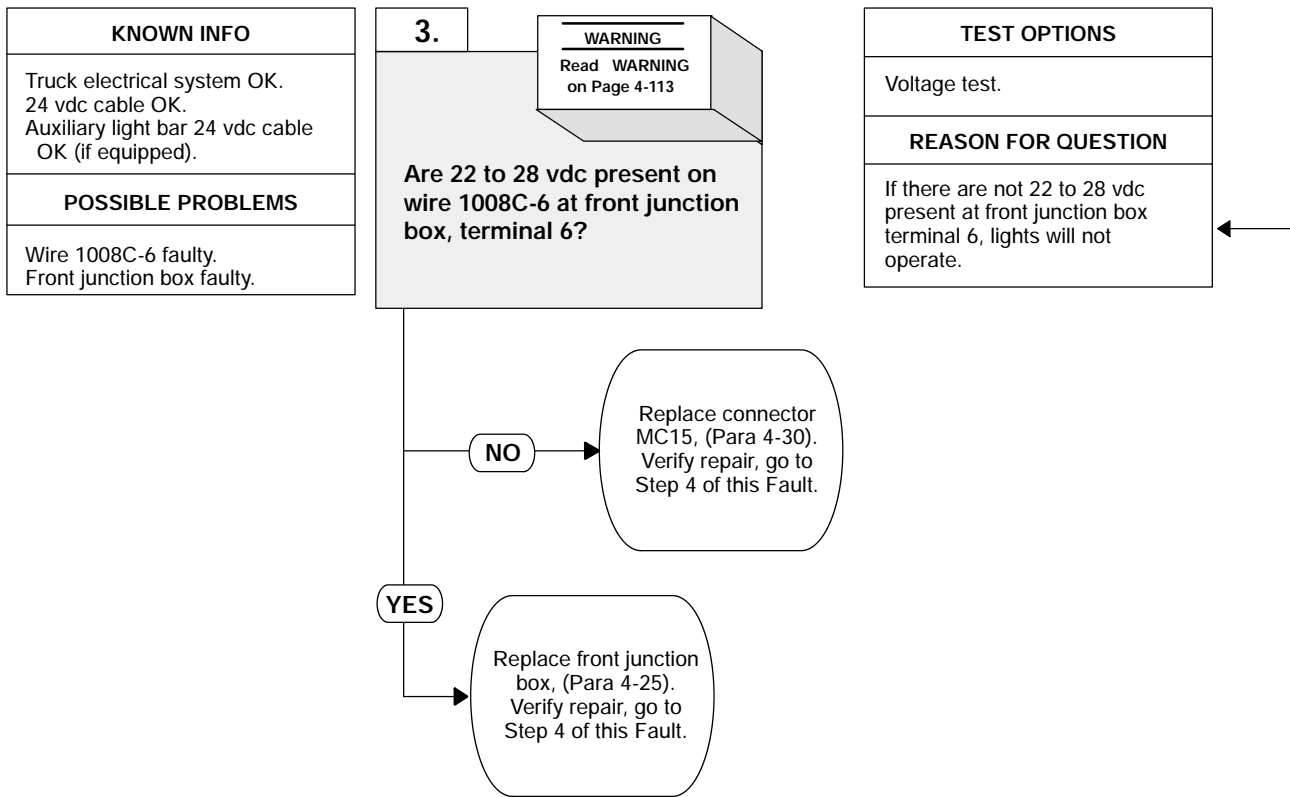 KNOWN INFO
Truck electrical system OK.
24 vdc cable OK.
Auxiliary light bar 24 vdc cable
OK (if equipped).
POSSIBLE PROBLEMS
Wire 1008C-6 faulty.
Front junction box faulty.
3.
WARNING
Read WARNING
on Page 4-113
Are 22 to 28 vdc present on
wire 1008C-6 at front junction
box, terminal 6?
TEST OPTIONS
Voltage test.
REASON FOR QUESTION
If there are not 22 to 28 vdc
present at front junction box
terminal 6, lights will not
operate.
NO
Replace connector
MC15, (Para 4-30).
Verify repair, go to
Step 4 of this Fault.
YES
Replace front junction
box, (Para 4-25).
Verify repair, go to
Step 4 of this Fault.